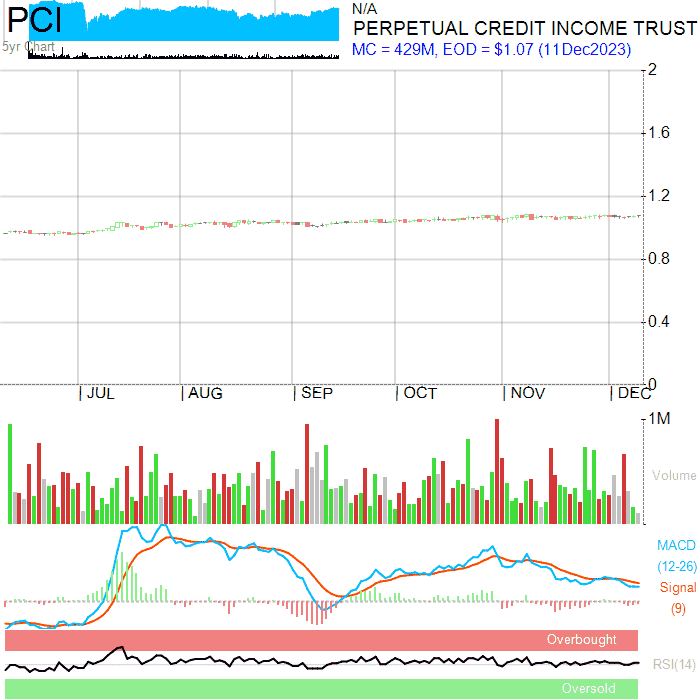 PCI
5yr Chart
N/A
PERPETUAL CREDIT INCOME TRUST
MC = 429M, EOD = $1.07 (11Dec2023)
2
1.6
1.2
0.8
0.4
0
| JUL | AUG | SEP | OCT | NOV | DEC
1M
Volume
MACD
(12-26)
Signal
(9)
Overbought
RSI(14)
Oversold